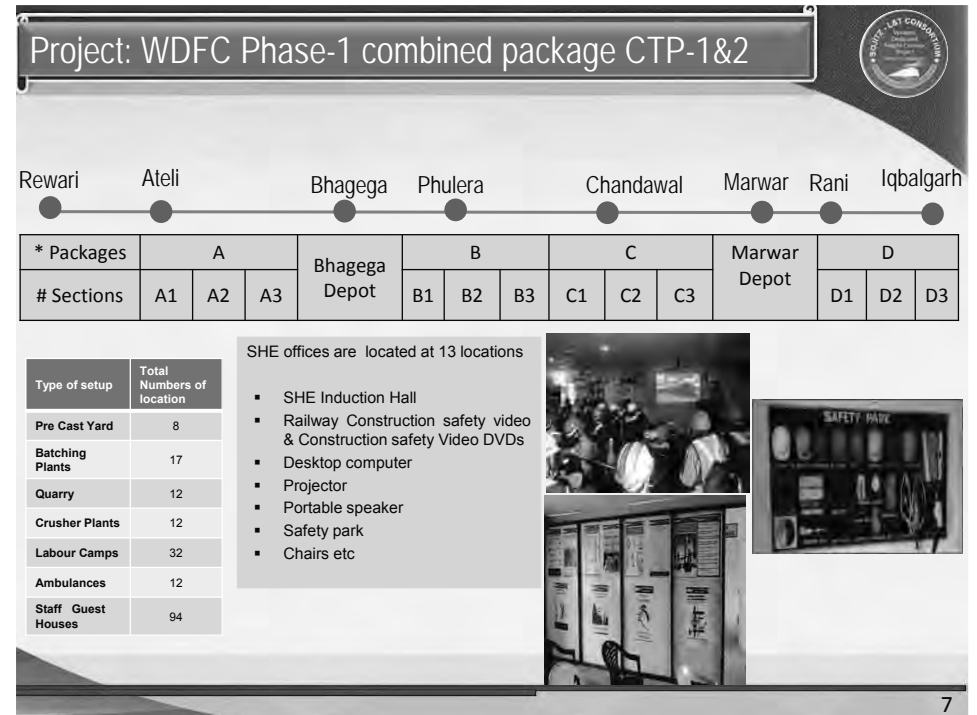 Project: WDFC Phase-1 combined package CTP-1&2
SOJITZ - L&T CONSORTIUM
Rewari Ateli Bhagega Phulera Chandawal Marwar Rani Iqbalgarh
* Packages A Bhagega Depot B C Marwar Depot D
# Sections A1 A2 A3 B1 B2 B3 C1 C2 C3 D1 D2 D3
Type of setup Total Numbers of location
Pre Cast Yard 8
Batching Plants 17
Quarry 12
Crusher Plants 12
Labour Camps 32
Ambulances 12
Staff Guest Houses 94
SHE offices are located at 13 locations
▪ SHE Induction Hall
▪ Railway Construction safety video
& Construction safety Video DVDs
▪ Desktop computer
▪ Projector
▪ Portable speaker
▪ Safety park
▪ Chairs etc
SAFETY PARK
7